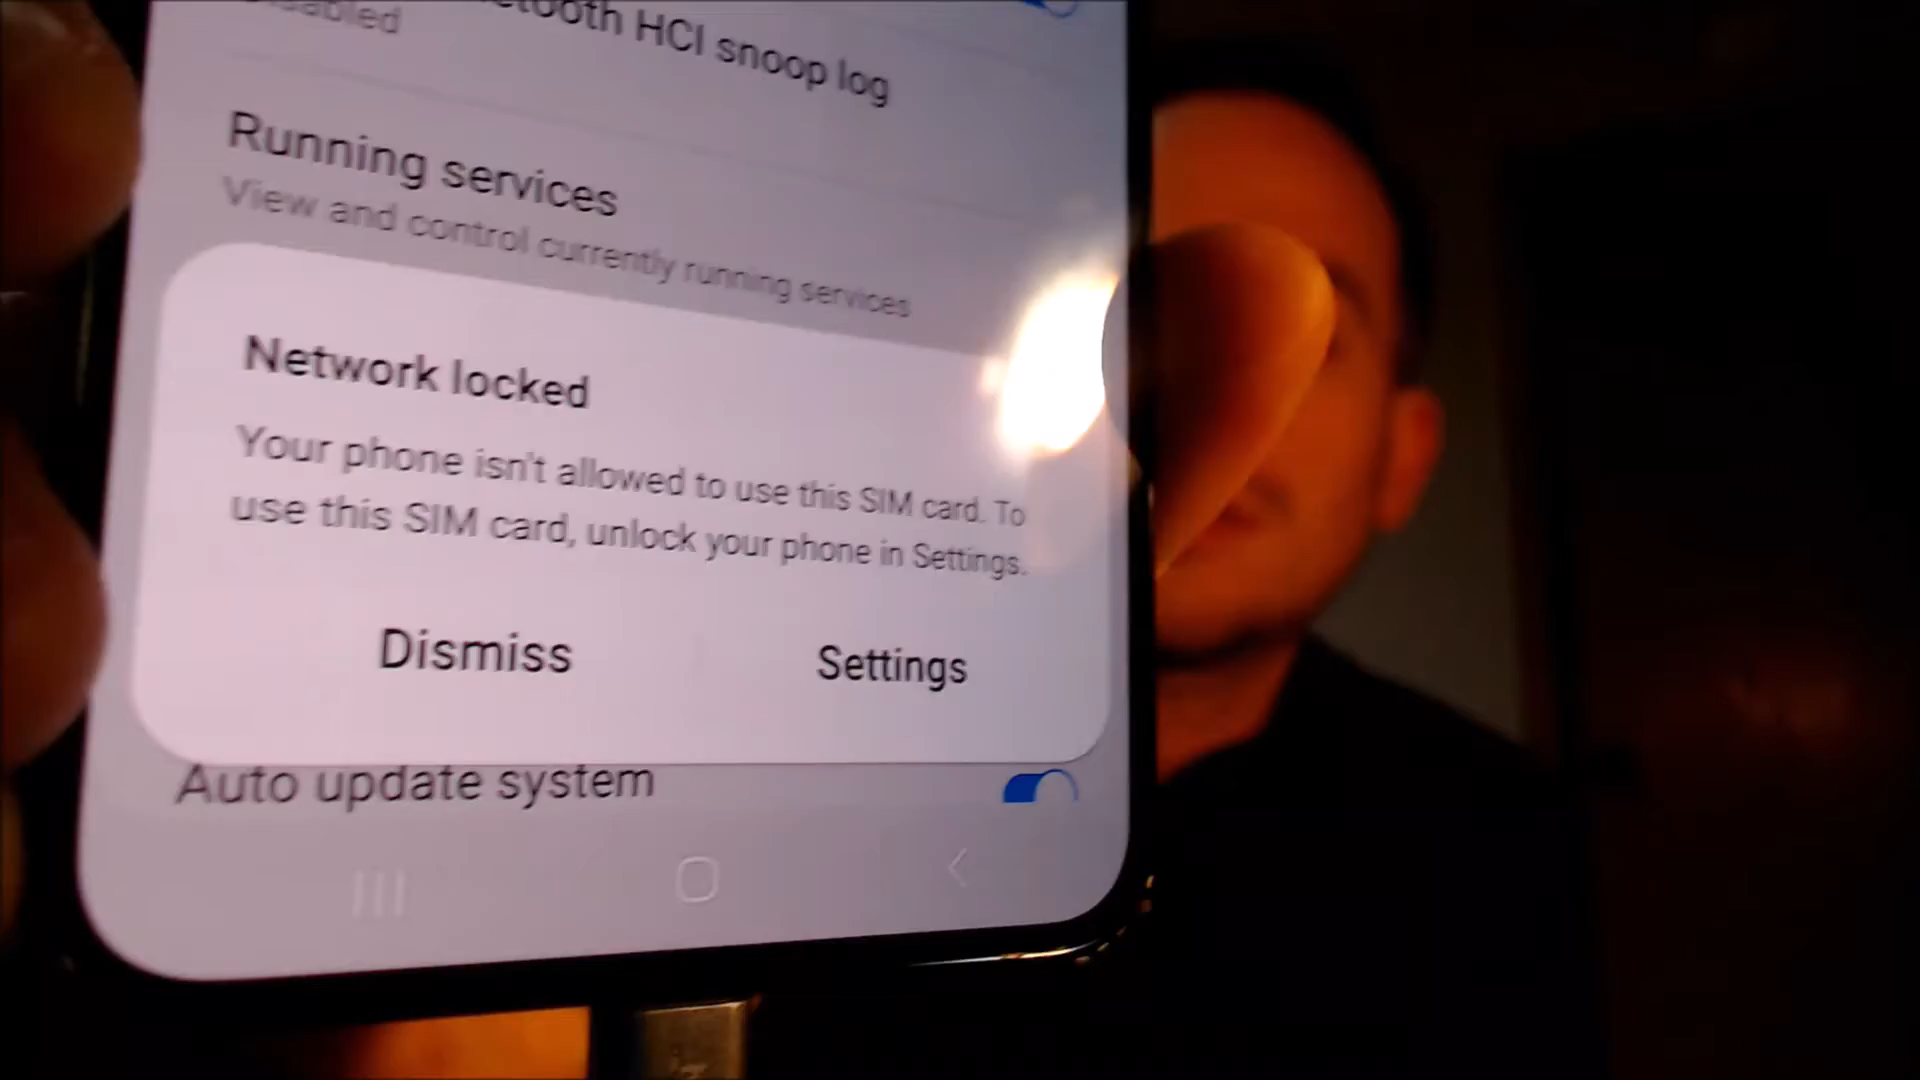 HCI snoop log
Running services
View and control currently running services
Network locked
Your phone isn't allowed to use this SIM card. To
use this SIM card, unlock your phone in Settings.
Dismiss
Settings
Auto update system